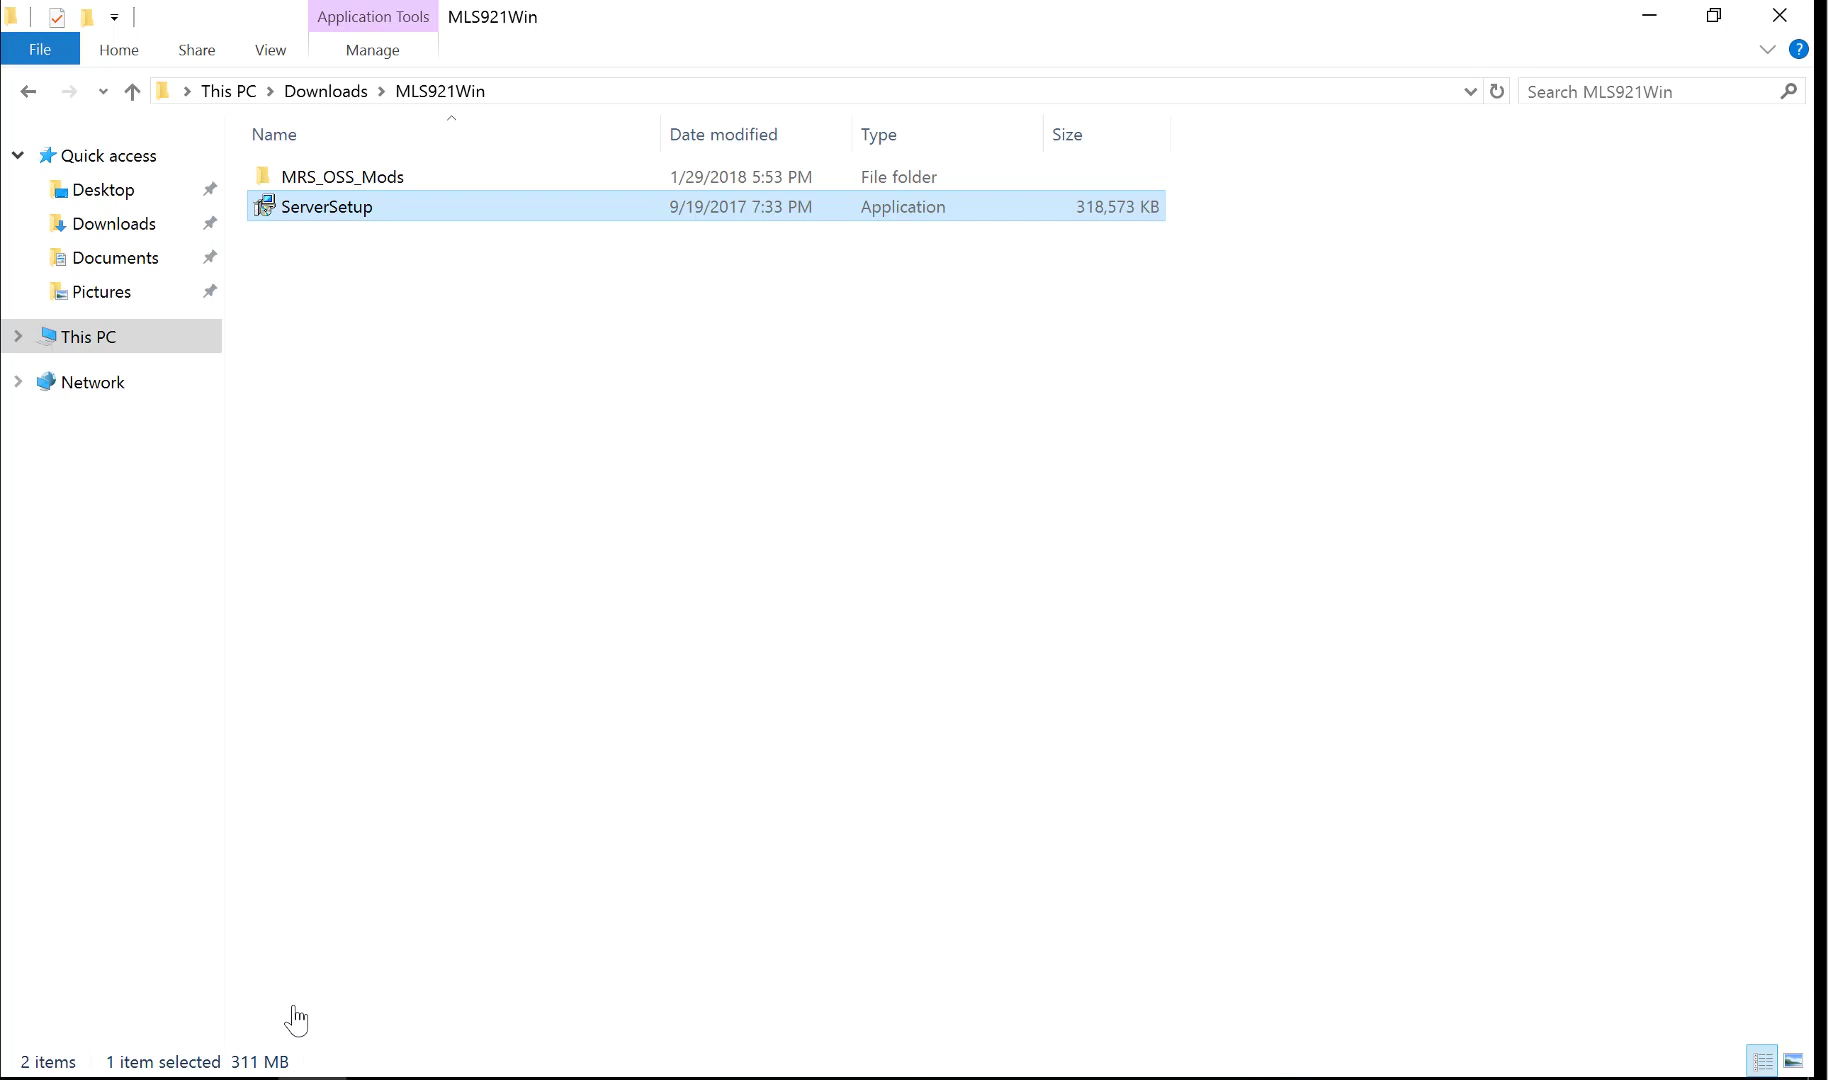 Application Tools MLS921Win
File Home Share View Manage ?
This PC Downloads MLS921Win Search MLS921Win
Name Date modified Type Size
Quick access
Desktop
Downloads
Documents
Pictures
This PC
Network
MRS_OSS_Mods 1/29/2018 5:53 PM File folder
ServerSetup 9/19/2017 7:33 PM Application 318,573 KB
2 items 1 item selected 311 MB